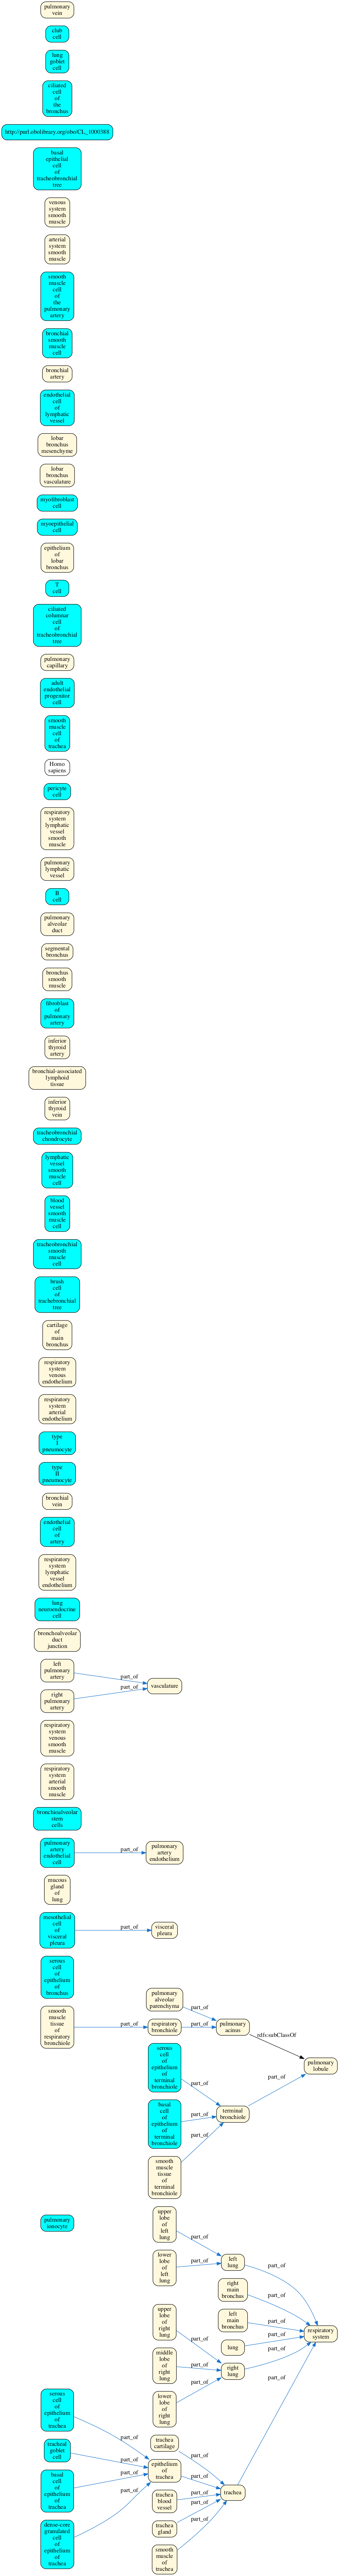 pulmonary
vein
club
cell
lung
goblet
cell
ciliated
cell
of
the
bronchus
http://purl.obolibrary.org/obo/CL_1000388
basal
epithelial
cell
of
tracheobronchial
tree
venous
system
smooth
muscle
arterial
system
smooth
muscle
smooth
muscle
cell
of
the
pulmonary
artery
bronchial
smooth
muscle
cell
bronchial
artery
endothelial
cell
of
lymphatic
vessel
lobar
bronchus
mesenchyme
lobar
bronchus
vasculature
myofibroblast
cell
myoepithelial
cell
epithelium
of
lobar
bronchus
T
cell
ciliated
columnar
cell
of
tracheobronchial
tree
pulmonary
capillary
adult
endothelial
progenitor
cell
smooth
muscle
cell
of
trachea
Homo
sapiens
pericyte
cell
respiratory
system
lymphatic
vessel
smooth
muscle
pulmonary
lymphatic
vessel
B
cell
pulmonary
alveolar
duct
segmental
bronchus
bronchus
smooth
muscle
fibroblast
of
pulmonary
artery
inferior
thyroid
artery
bronchial-associated
lymphoid
tissue
inferior
thyroid
vein
tracheobronchial
chondrocyte
lymphatic
vessel
smooth
muscle
cell
blood
vessel
smooth
muscle
cell
tracheobronchial
smooth
muscle
cell
brush
cell
of
trachebronchial
tree
cartilage
of
main
bronchus
respiratory
system
venous
endothelium
respiratory
system
arterial
endothelium
type
I
pneumocyte
type
II
pneumocyte
bronchial
vein
endothelial
cell
of
artery
respiratory
system
lymphatic
vessel
endothelium
lung
neuroendocrine
cell
bronchoalveolar
duct
junction
left
pulmonary
artery
part_of
vasculature
right
pulmonary
artery
part_of
respiratory
system
venous
smooth
muscle
respiratory
system
arterial
smooth
muscle
bronchoalveolar
stem
cells
pulmonary
artery
endothelial
cell
part_of
pulmonary
artery
endothelium
mucous
gland
of
lung
mesothelial
cell
of
visceral
pleura
part_of
visceral
pleura
serous
cell
of
epithelium
of
bronchus
smooth
muscle
tissue
of
respiratory
bronchiole
part_of
pulmonary
alveolar
parenchyma
part_of
respiratory
bronchiole
part_of
pulmonary
acinus
rdfs:subClassOf
pulmonary
lobule
serous
cell
of
epithelium
of
terminal
bronchiole
part_of
basal
cell
of
epithelium
of
terminal
bronchiole
part_of
terminal
bronchiole
part_of
smooth
muscle
tissue
of
terminal
bronchiole
part_of
pulmonary
ionocyte
upper
lobe
of
left
lung
part_of
lower
lobe
of
left
lung
part_of
left
lung
part_of
right
main
bronchus
part_of
left
main
bronchus
part_of
lung
part_of
respiratory
system
upper
lobe
of
right
lung
part_of
middle
lobe
of
right
lung
part_of
right
lung
part_of
lower
lobe
of
right
lung
part_of
serous
cell
of
epithelium
of
trachea
part_of
tracheal
goblet
cell
part_of
basal
cell
of
epithelium
of
trachea
part_of
dense-core
granulated
cell
of
epithelium
of
trachea
part_of
trachea
cartilage
part_of
epithelium
of
trachea
part_of
trachea
blood
vessel
part_of
trachea
gland
part_of
smooth
muscle
of
trachea
part_of
trachea
part_of